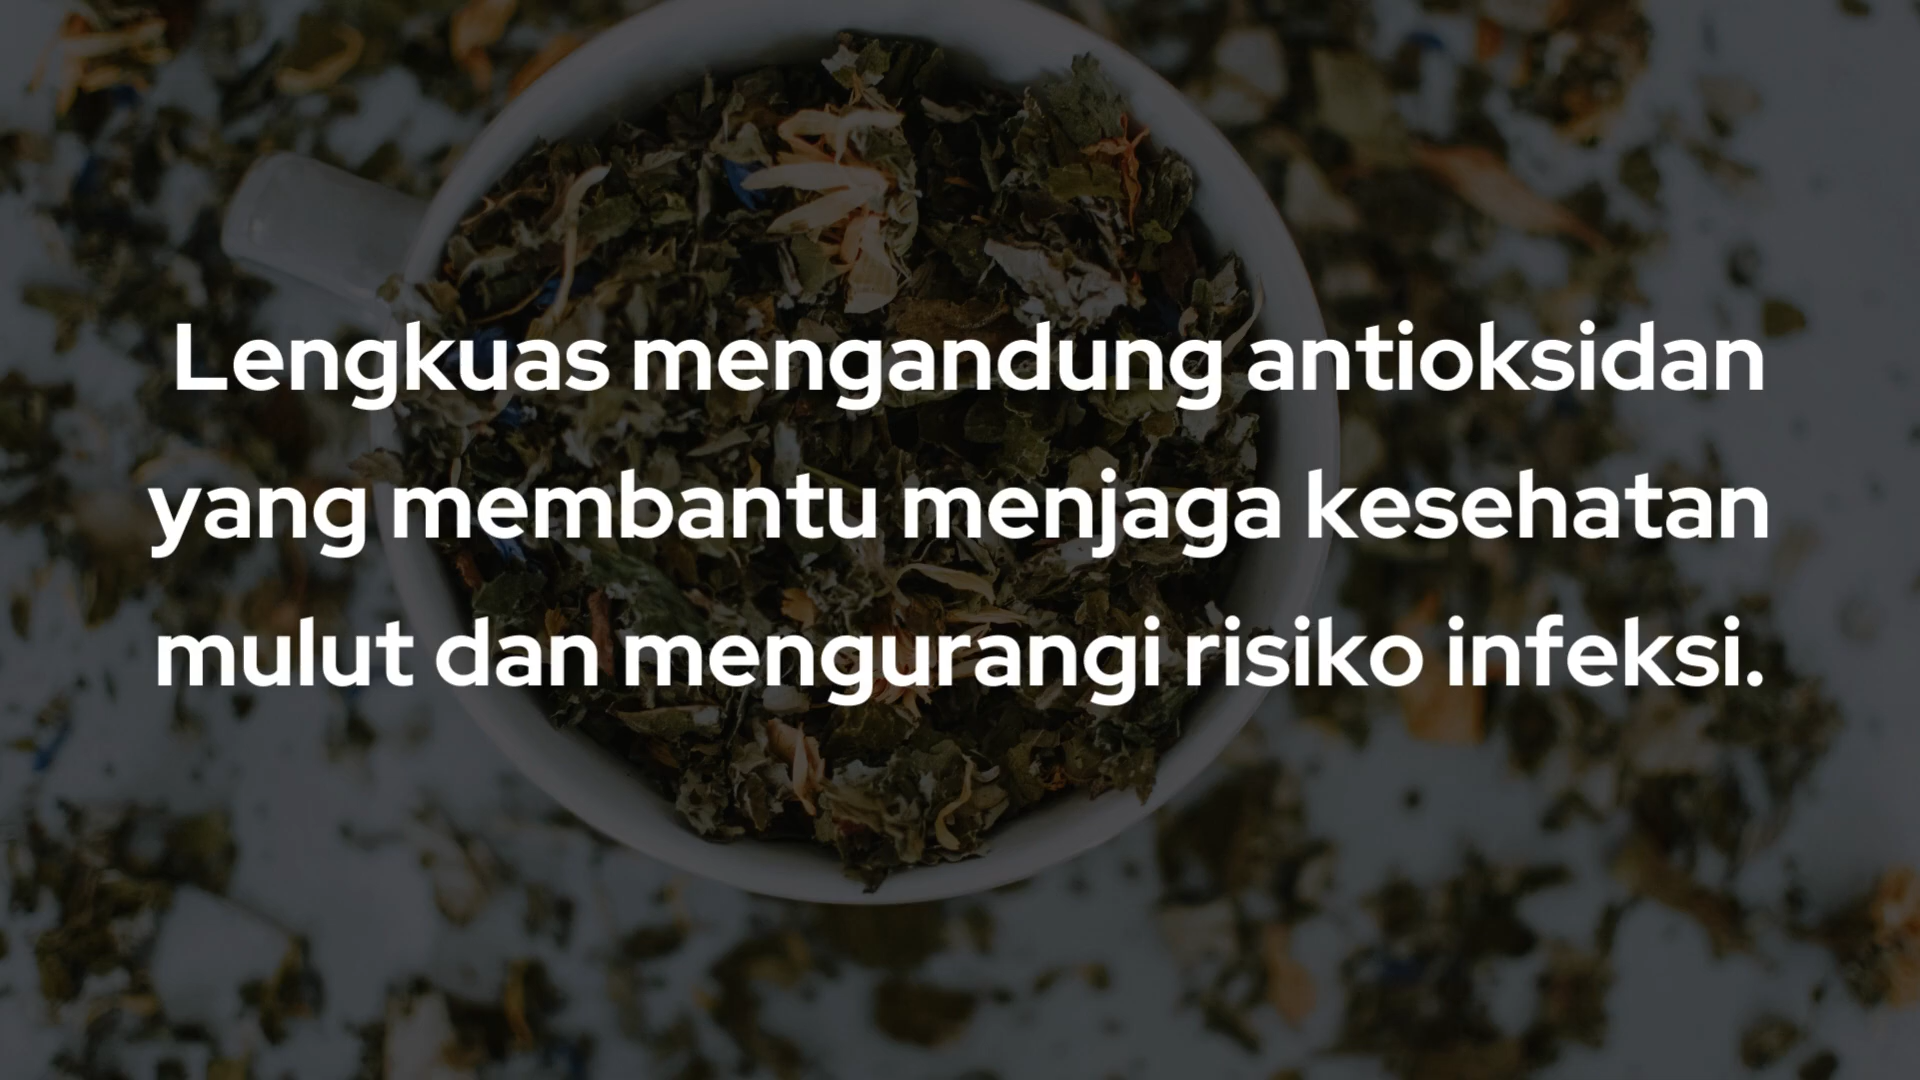 Lengkuas mengandung antioksidan
yang membantu menjaga kesehatan
mulut dan mengurangi risiko infeksi.